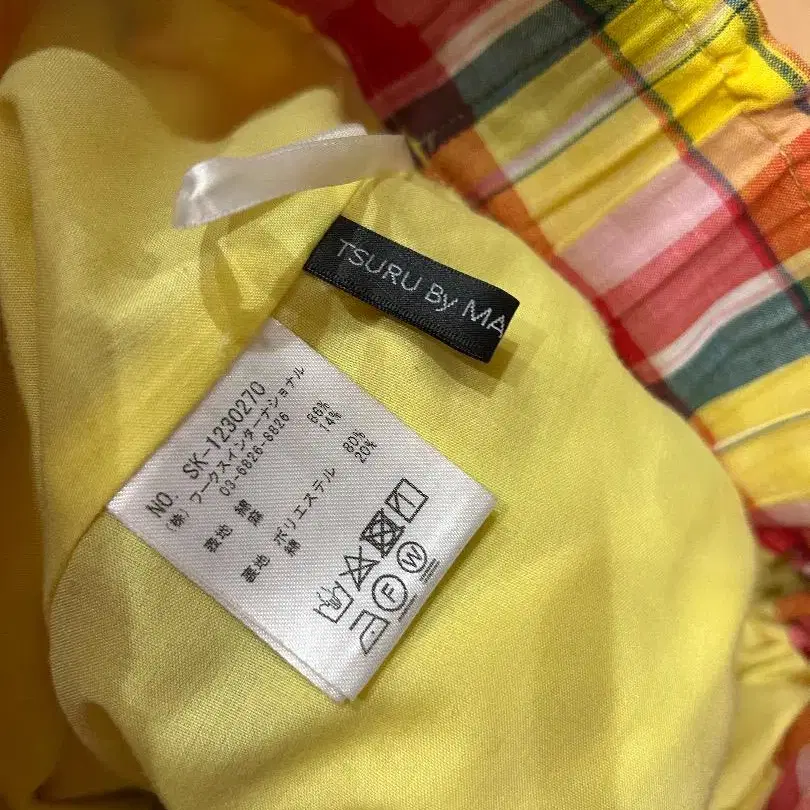 TSURU By MA
NO. SK-1230270
(株)ワークスインターナショナル
03-6826-8826
表地 綿 86%
麻 14%
裏地 ポリエステル 80%
綿 20%
F W